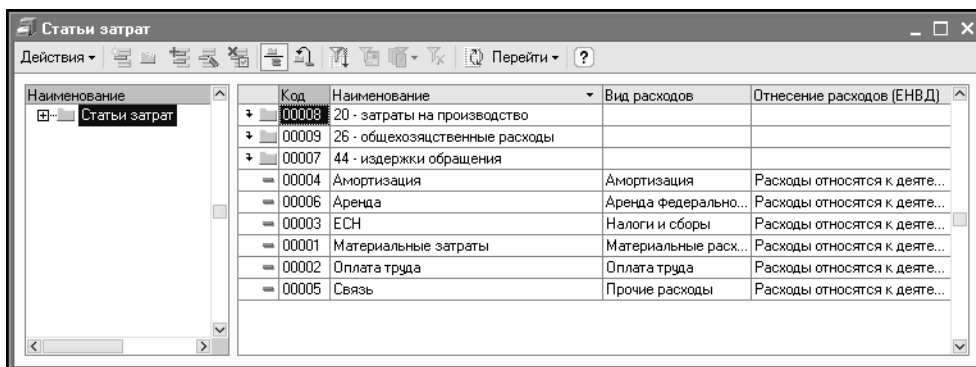 Статьи затрат
Действия Перейти ?
Наименование
Статьи затрат
Код Наименование Вид расходов Отнесение расходов (ЕНВД)
00008 20 - затраты на производство
00009 26 - общехозяцственные расходы
00007 44 - издержки обращения
00004 Амортизация Амортизация Расходы относятся к деяте...
00006 Аренда Аренда федерально... Расходы относятся к деяте...
00003 ЕСН Налоги и сборы Расходы относятся к деяте...
00001 Материальные затраты Материальные расх... Расходы относятся к деяте...
00002 Оплата труда Оплата труда Расходы относятся к деяте...
00005 Связь Прочие расходы Расходы относятся к деяте...